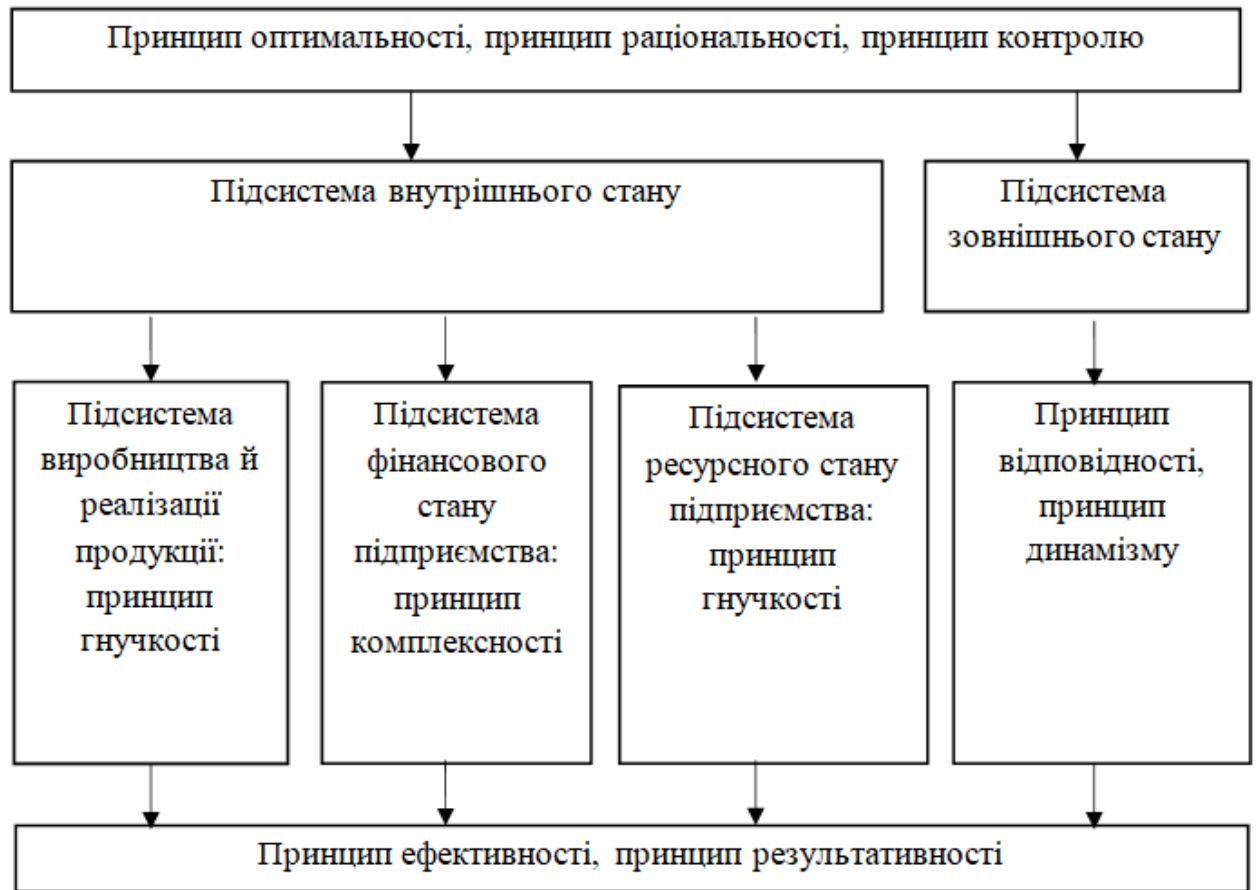 Принцип оптимальності, принцип раціональності, принцип контролю
Підсистема внутрішнього стану
Підсистема
зовнішнього стану
Підсистема
виробництва й
реалізації
продукції:
принцип
гнучкості
Підсистема
фінансового
стану
підприємства:
принцип
комплексності
Підсистема
ресурсного стану
підприємства:
принцип
гнучкості
Принцип
відповідності,
принцип
динамізму
Принцип ефективності, принцип результативності